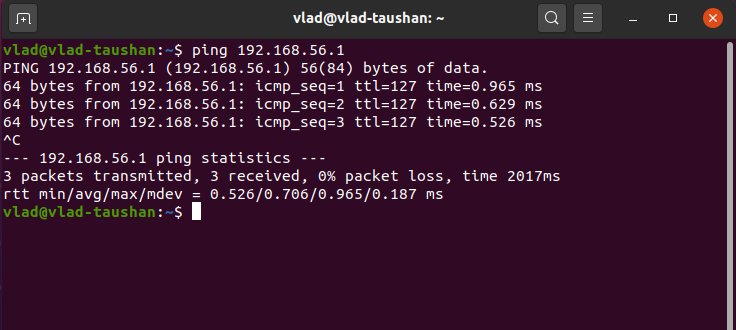 vlad@vlad-taushan: ~
vlad@vlad-taushan:~$ ping 192.168.56.1
PING 192.168.56.1 (192.168.56.1) 56(84) bytes of data.
64 bytes from 192.168.56.1: icmp_seq=1 ttl=127 time=0.965 ms
64 bytes from 192.168.56.1: icmp_seq=2 ttl=127 time=0.629 ms
64 bytes from 192.168.56.1: icmp_seq=3 ttl=127 time=0.526 ms
^C
--- 192.168.56.1 ping statistics ---
3 packets transmitted, 3 received, 0% packet loss, time 2017ms
rtt min/avg/max/mdev = 0.526/0.706/0.965/0.187 ms
vlad@vlad-taushan:~$